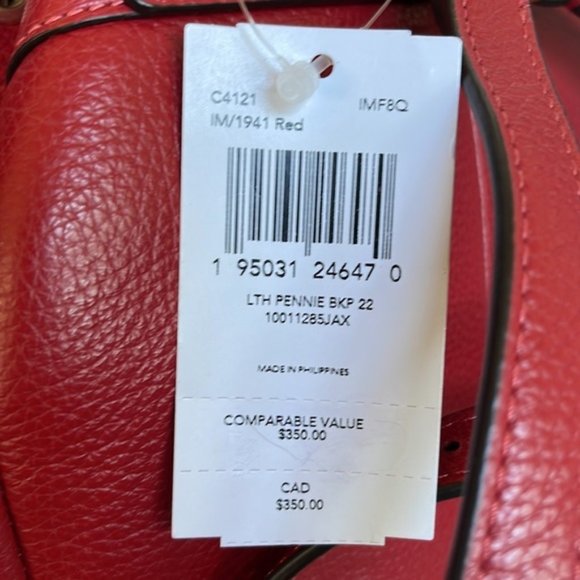 C4121 IMF8Q
IM/1941 Red
1 95031 24647 0
LTH PENNIE BKP 22
10011285JAX
MADE IN PHILIPPINES
COMPARABLE VALUE
$350.00
CAD
$350.00